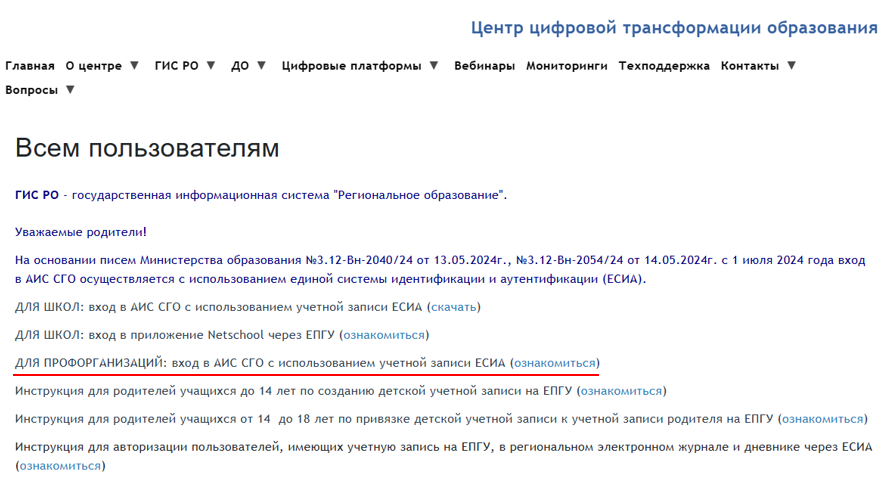 Центр цифровой трансформации образования
Главная О центре ▼ ГИС РО ▼ ДО ▼ Цифровые платформы ▼ Вебинары Мониторинги Техподдержка Контакты ▼
Вопросы ▼
Всем пользователям
ГИС РО - государственная информационная система "Региональное образование".
Уважаемые родители!
На основании писем Министерства образования №3.12-Вн-2040/24 от 13.05.2024г., №3.12-Вн-2054/24 от 14.05.2024г. с 1 июля 2024 года вход
в АИС СГО осуществляется с использованием единой системы идентификации и аутентификации (ЕСИА).
ДЛЯ ШКОЛ: вход в АИС СГО с использованием учетной записи ЕСИА (скачать)
ДЛЯ ШКОЛ: вход в приложение Netschool через ЕПГУ (ознакомиться)
ДЛЯ ПРОФОРГАНИЗАЦИЙ: вход в АИС СГО с использованием учетной записи ЕСИА (ознакомиться)
Инструкция для родителей учащихся до 14 лет по созданию детской учетной записи на ЕПГУ (ознакомиться)
Инструкция для родителей учащихся от 14 до 18 лет по привязке детской учетной записи к учетной записи родителя на ЕПГУ (ознакомиться)
Инструкция для авторизации пользователей, имеющих учетную запись на ЕПГУ, в региональном электронном журнале и дневнике через ЕСИА
(ознакомиться)